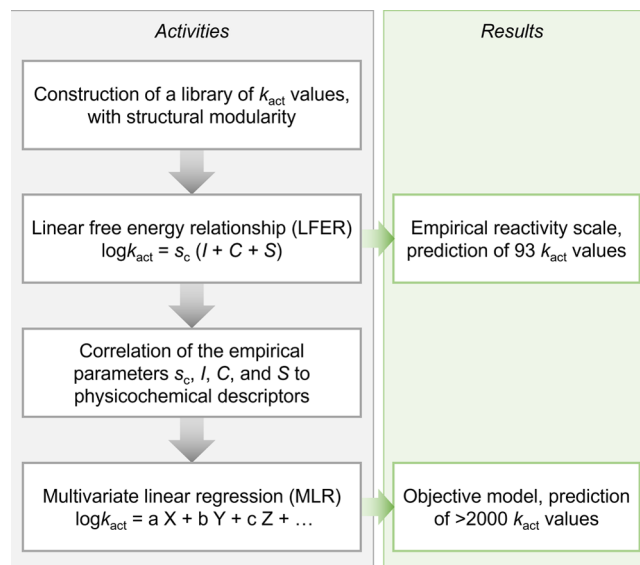 Activities
Results
Construction of a library of kact values,
with structural modularity
Linear free energy relationship (LFER)
logkact = sc (I + C + S)
Empirical reactivity scale,
prediction of 93 kact values
Correlation of the empirical
parameters sc, I, C, and S to
physicochemical descriptors
Multivariate linear regression (MLR)
logkact = a X + b Y + c Z + …
Objective model, prediction
of >2000 kact values